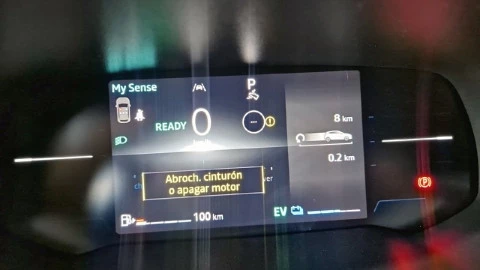 My Sense
P
READY 0
---
8 km
0.2 km
Abroch. cinturón
o apagar motor
100 km
EV
(P)